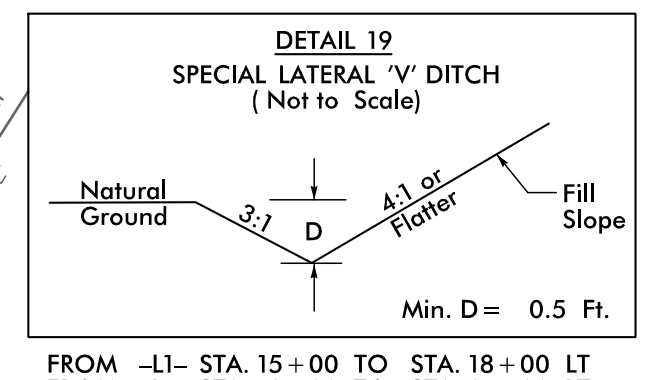 DETAIL 19
SPECIAL LATERAL 'V' DITCH
( Not to Scale)
Natural
Ground
3:1
D
4:1 or
Flatter
Fill
Slope
Min. D = 0.5 Ft.
FROM –L1– STA. 15+00 TO STA. 18+00 LT